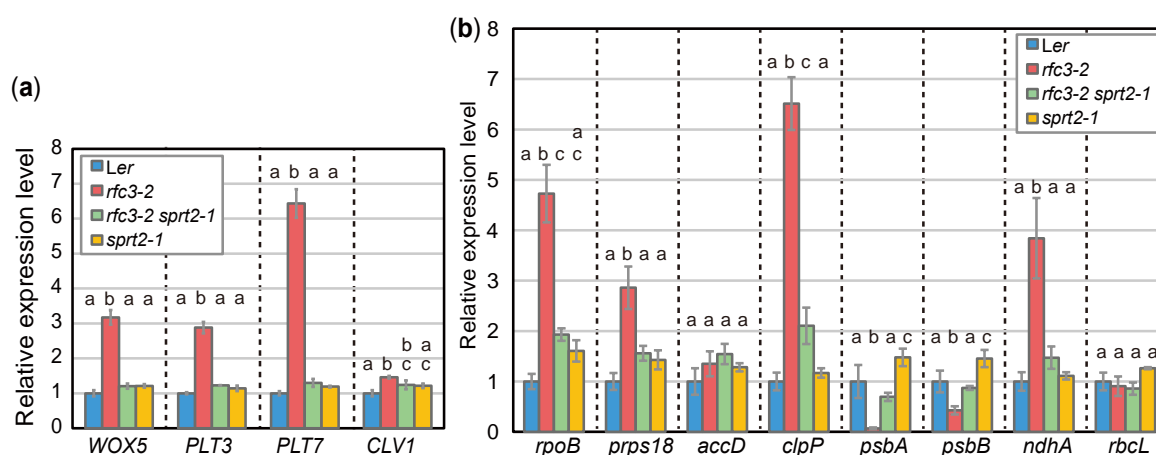 (a)
Relative expression level
8
7
6
5
4
3
2
1
0
Ler
rfc3-2
rfc3-2 sprt2-1
sprt2-1
a b a a
a b a a
a b a a
b a
a b c c
WOX5 PLT3 PLT7 CLV1
(b)
Relative expression level
8
7
6
5
4
3
2
1
0
Ler
rfc3-2
rfc3-2 sprt2-1
sprt2-1
a
a b c c
a b a a
a a a a
a b c a
a b a c
a b a c
a b a a
a a a a
rpoB prps18 accD clpP psbA psbB ndhA rbcL